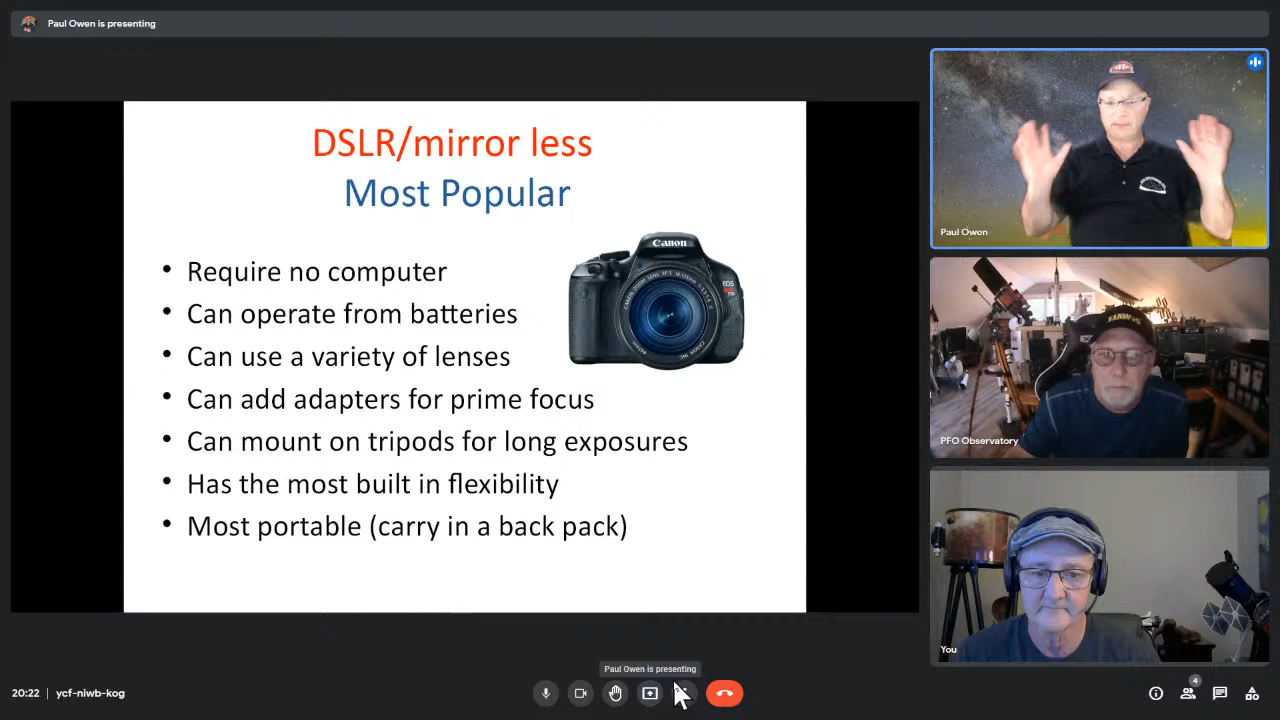 Paul Owen is presenting
DSLR/mirror less
Most Popular
• Require no computer
• Can operate from batteries
• Can use a variety of lenses
• Can add adapters for prime focus
• Can mount on tripods for long exposures
• Has the most built in flexibility
• Most portable (carry in a back pack)
Canon
EOS
Paul Owen
PFO Observatory
You
Paul Owen is presenting
20:22 | ycf-niwb-kog
4